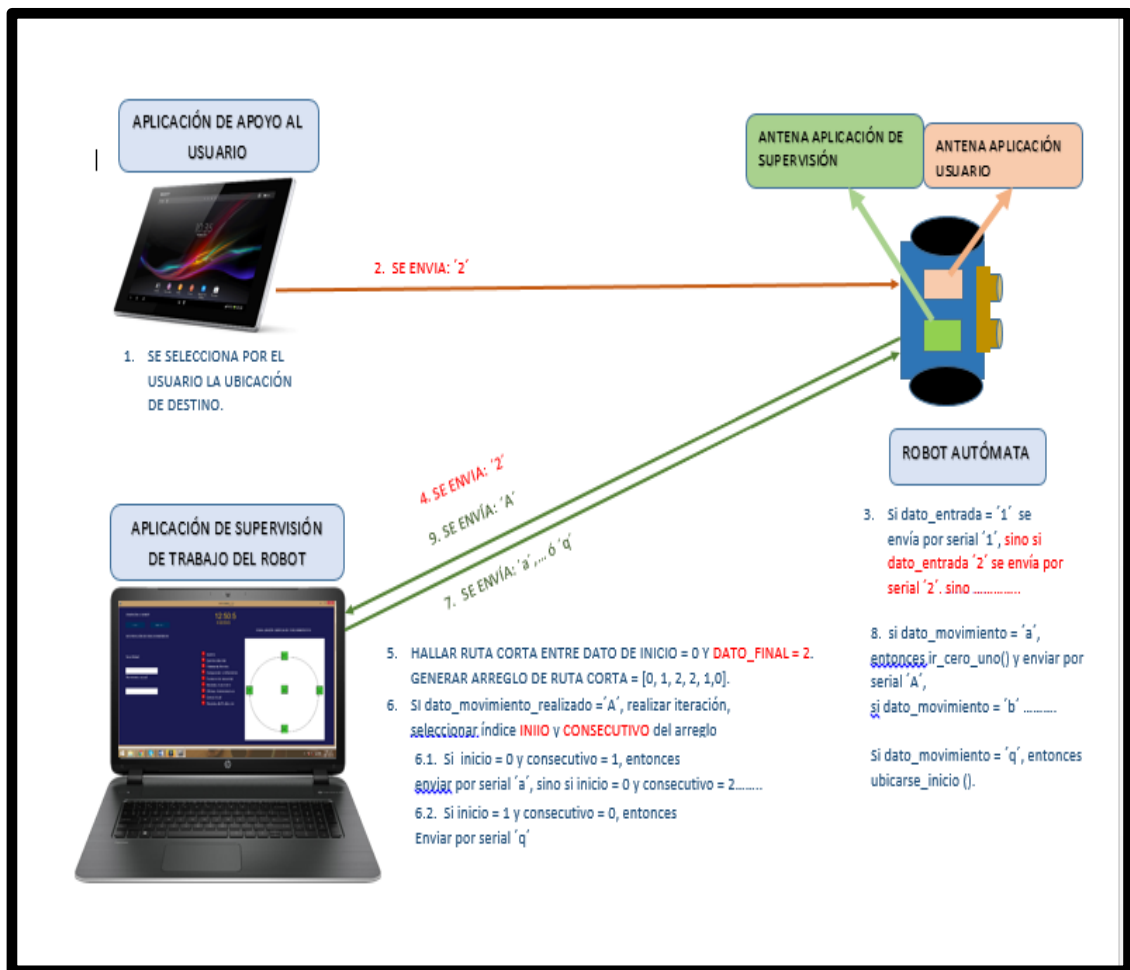 APLICACIÓN DE APOYO AL
USUARIO
ANTENA APLICACIÓN DE
SUPERVISIÓN
ANTENA APLICACIÓN
USUARIO
10:35
2. SE ENVIA: ´2´
1. SE SELECCIONA POR EL
USUARIO LA UBICACIÓN
DE DESTINO.
ROBOT AUTÓMATA
4. SE ENVIA: ´2´
9. SE ENVÍA: ´A´
7. SE ENVÍA: ´a´,... ó ´q´
APLICACIÓN DE SUPERVISIÓN
DE TRABAJO DEL ROBOT
12:50:5
3. Si dato_entrada = ´1´ se
envía por serial ´1´, sino si
dato_entrada ´2´ se envía por
serial ´2´. sino ..............
8. si dato_movimiento = ´a´,
entonces ir_cero_uno() y enviar por
serial ´A´,
si dato_movimiento = ´b´ ..........
Si dato_movimiento = ´q´, entonces
ubicarse_inicio ().
5. HALLAR RUTA CORTA ENTRE DATO DE INICIO = 0 Y DATO_FINAL = 2.
GENERAR ARREGLO DE RUTA CORTA = [0, 1, 2, 2, 1,0].
6. SI dato_movimiento_realizado =´A´, realizar iteración,
seleccionar índice INIIO y CONSECUTIVO del arreglo
6.1. Si inicio = 0 y consecutivo = 1, entonces
enviar por serial ´a´, sino si inicio = 0 y consecutivo = 2........
6.2. Si inicio = 1 y consecutivo = 0, entonces
Enviar por serial ´q´